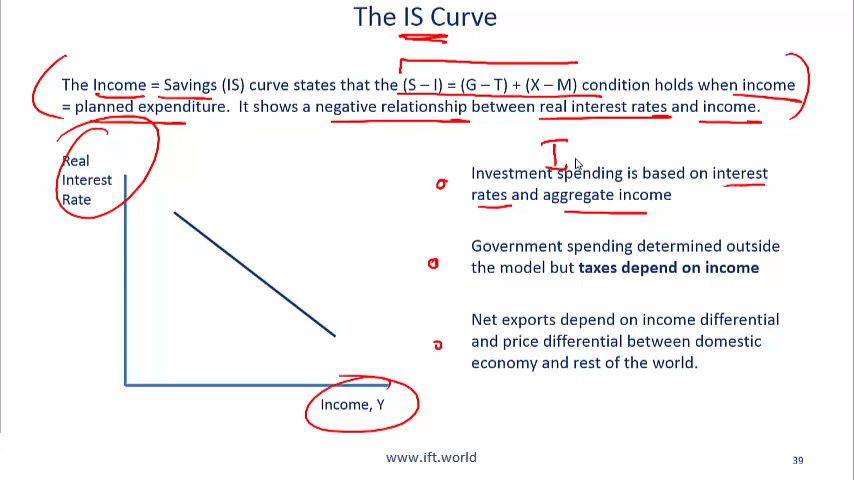 The IS Curve
The Income = Savings (IS) curve states that the (S – I) = (G – T) + (X – M) condition holds when income
= planned expenditure. It shows a negative relationship between real interest rates and income.
Real
Interest
Rate
I
Investment spending is based on interest
rates and aggregate income
Government spending determined outside
the model but taxes depend on income
Net exports depend on income differential
and price differential between domestic
economy and rest of the world.
Income, Y
www.ift.world
39